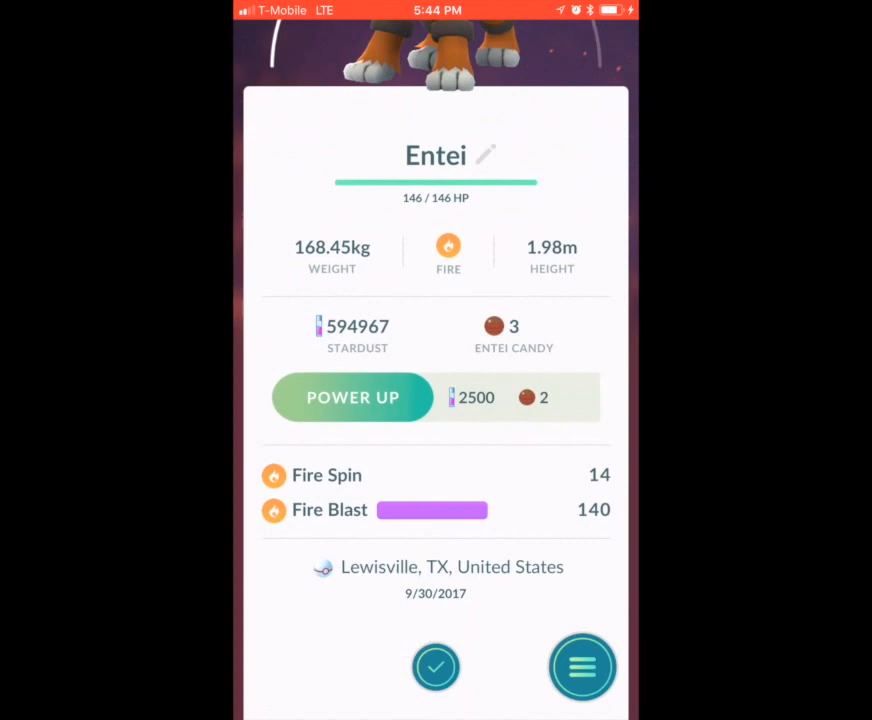 T-Mobile LTE 5:44 PM
Entei
146 / 146 HP
168.45kg
WEIGHT
FIRE
1.98m
HEIGHT
594967
STARDUST
3
ENTEI CANDY
POWER UP 2500 2
Fire Spin 14
Fire Blast 140
Lewisville, TX, United States
9/30/2017